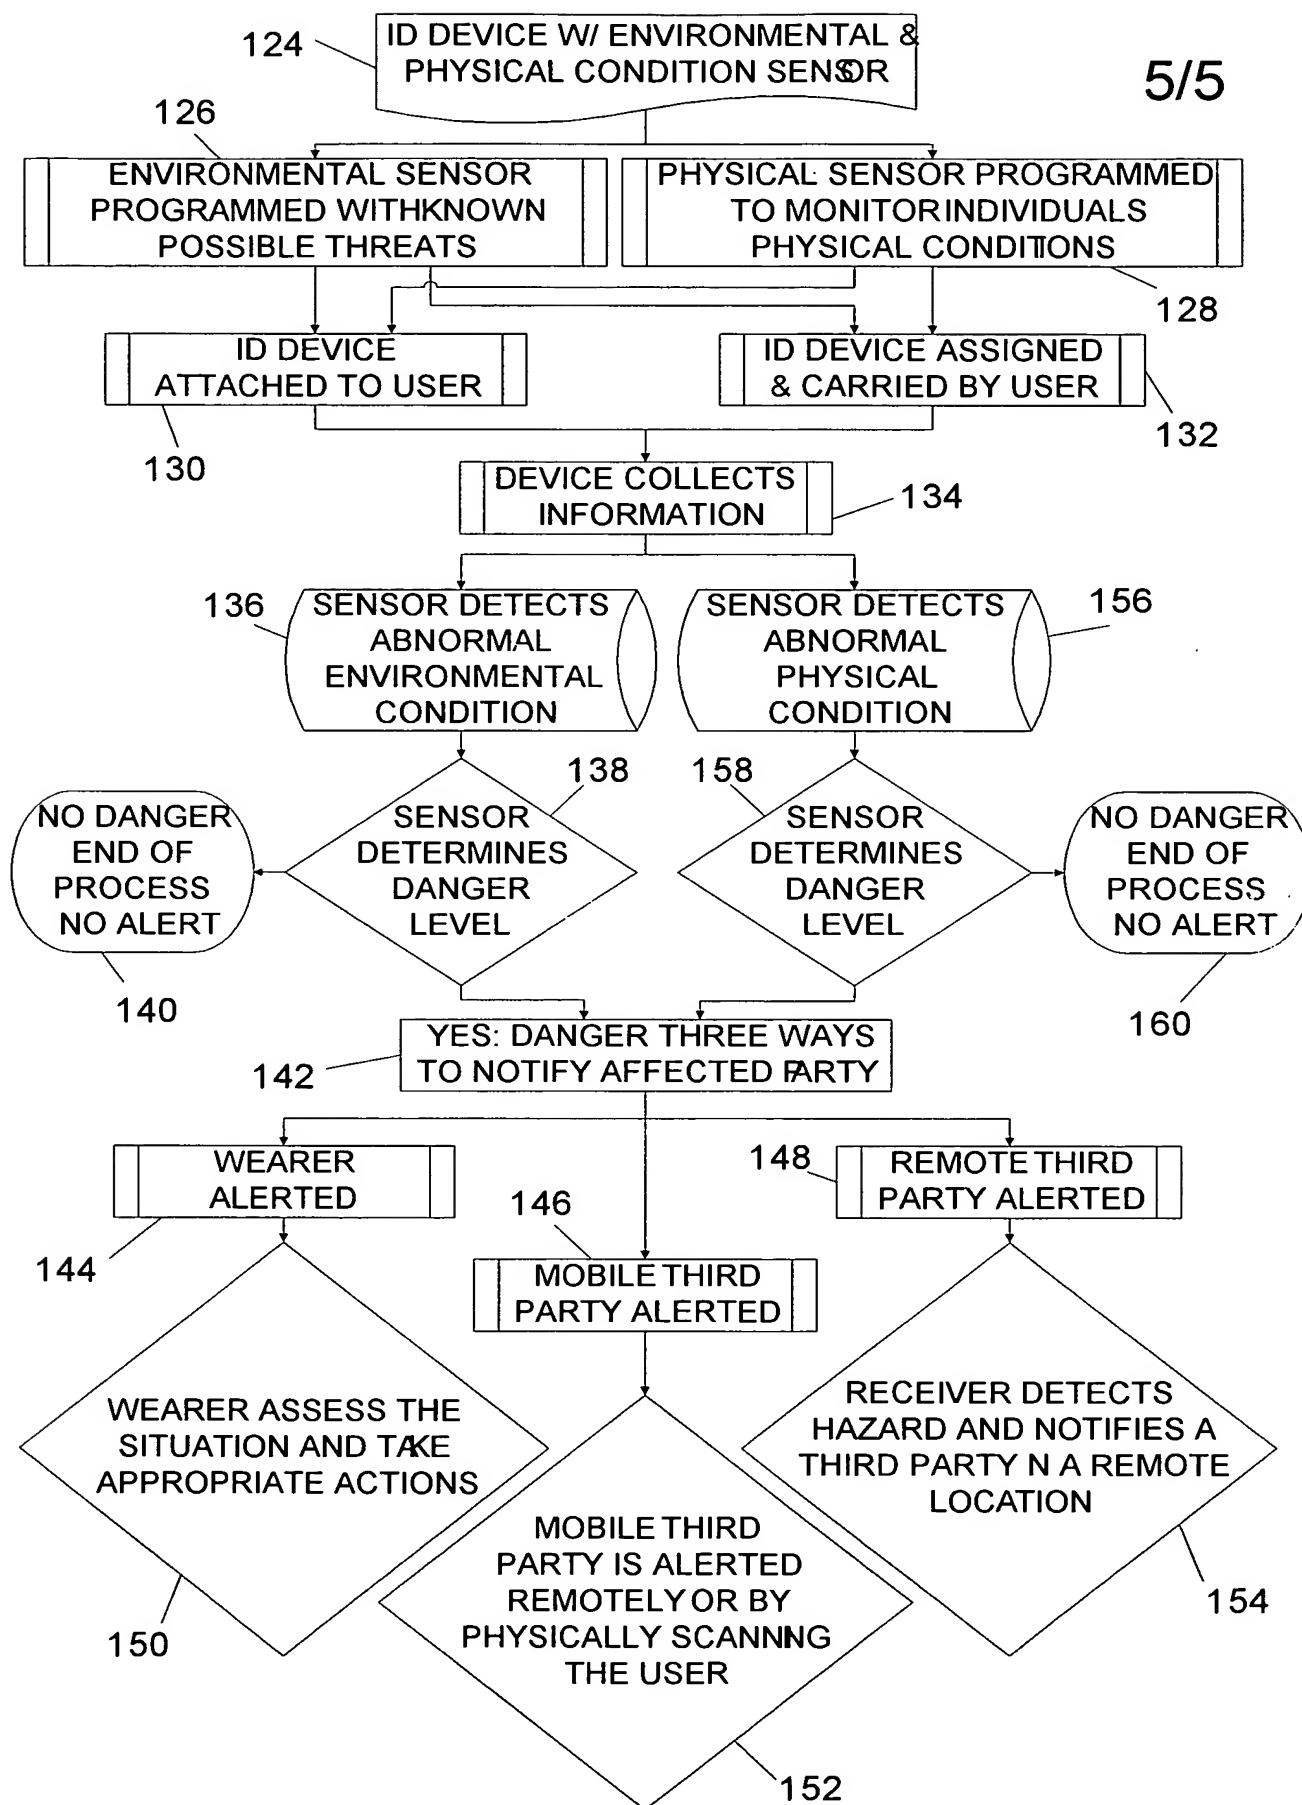 124
ID DEVICE W/ ENVIRONMENTAL &
PHYSICAL CONDITION SENSOR
5/5
126
ENVIRONMENTAL SENSOR
PROGRAMMED WITHKNOWN
POSSIBLE THREATS
PHYSICAL SENSOR PROGRAMMED
TO MONITOR INDIVIDUALS
PHYSICAL CONDITIONS
128
ID DEVICE
ATTACHED TO USER
130
ID DEVICE ASSIGNED
& CARRIED BY USER
132
DEVICE COLLECTS
INFORMATION
134
136
SENSOR DETECTS
ABNORMAL
ENVIRONMENTAL
CONDITION
SENSOR DETECTS
ABNORMAL
PHYSICAL
CONDITION
156
138
SENSOR
DETERMINES
DANGER
LEVEL
158
SENSOR
DETERMINES
DANGER
LEVEL
NO DANGER
END OF
PROCESS
NO ALERT
140
NO DANGER
END OF
PROCESS
NO ALERT
160
142
YES: DANGER THREE WAYS
TO NOTIFY AFFECTED PARTY
WEARER
ALERTED
144
146
MOBILE THIRD
PARTY ALERTED
148
REMOTE THIRD
PARTY ALERTED
WEARER ASSESS THE
SITUATION AND TAKE
APPROPRIATE ACTIONS
150
MOBILE THIRD
PARTY IS ALERTED
REMOTELY OR BY
PHYSICALLY SCANNING
THE USER
152
RECEIVER DETECTS
HAZARD AND NOTIFIES A
THIRD PARTY N A REMOTE
LOCATION
154